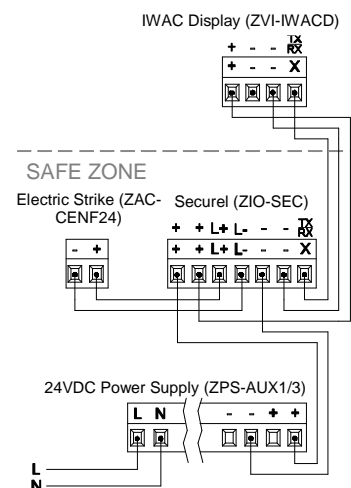 IWAC Display (ZVI-IWACD)
+ - - TX RX
+ - - X
SAFE ZONE
Electric Strike (ZAC-
CENF24)
- +
Securel (ZIO-SEC)
+ + L+ L- - - TX RX
+ + L+ L- - - X
24VDC Power Supply (ZPS-AUX1/3)
L N - - + +
L
N